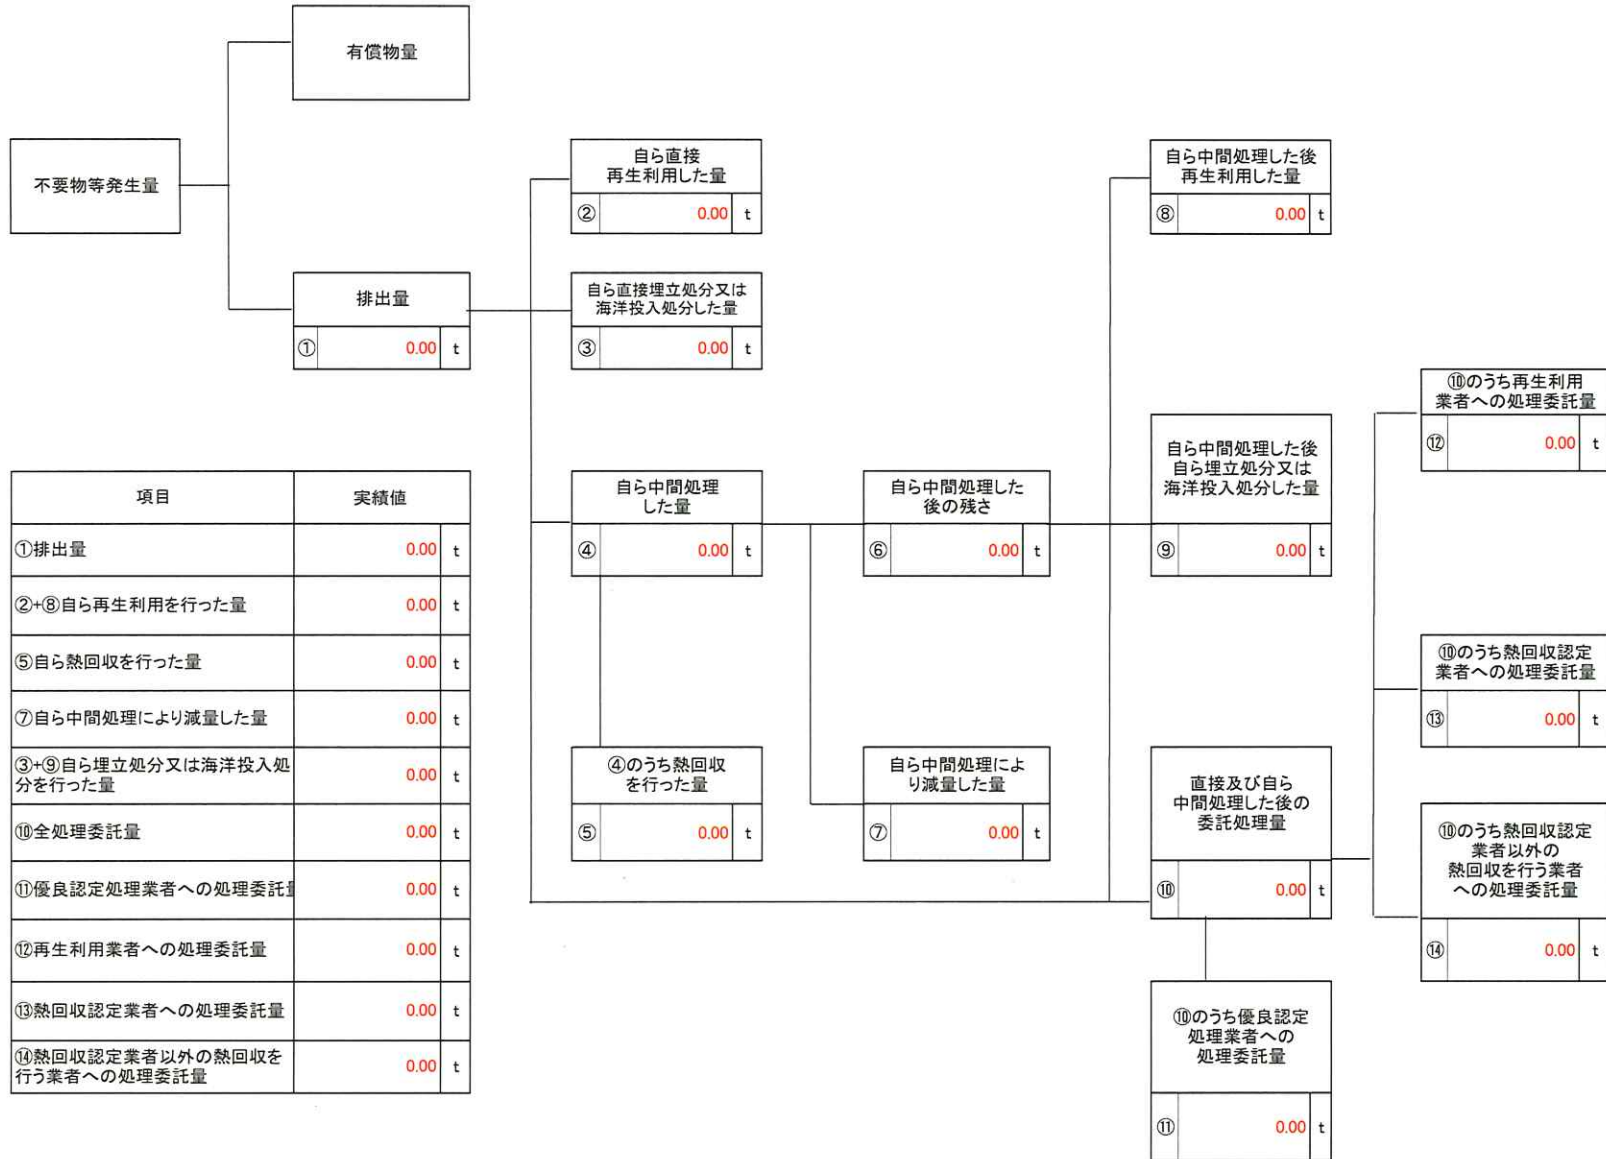 有償物量
不要物等発生量
排出量
① 0.00 t
自ら直接
再生利用した量
② 0.00 t
自ら直接埋立処分又は
海洋投入処分した量
③ 0.00 t
自ら中間処理
した量
④ 0.00 t
④のうち熱回収
を行った量
⑤ 0.00 t
自ら中間処理した
後の残さ
⑥ 0.00 t
自ら中間処理によ
り減量した量
⑦ 0.00 t
自ら中間処理した後
再生利用した量
⑧ 0.00 t
自ら中間処理した後
自ら埋立処分又は
海洋投入処分した量
⑨ 0.00 t
直接及び自ら
中間処理した後の
委託処理量
⑩ 0.00 t
⑩のうち優良認定
処理業者への
処理委託量
⑪ 0.00 t
⑩のうち再生利用
業者への処理委託量
⑫ 0.00 t
⑩のうち熱回収認定
業者への処理委託量
⑬ 0.00 t
⑩のうち熱回収認定
業者以外の
熱回収を行う業者
への処理委託量
⑭ 0.00 t
項目 実績値
①排出量 0.00 t
②+⑧自ら再生利用を行った量 0.00 t
⑤自ら熱回収を行った量 0.00 t
⑦自ら中間処理により減量した量 0.00 t
③+⑨自ら埋立処分又は海洋投入処
分を行った量 0.00 t
⑩全処理委託量 0.00 t
⑪優良認定処理業者への処理委託量 0.00 t
⑫再生利用業者への処理委託量 0.00 t
⑬熱回収認定業者への処理委託量 0.00 t
⑭熱回収認定業者以外の熱回収を
行う業者への処理委託量 0.00 t